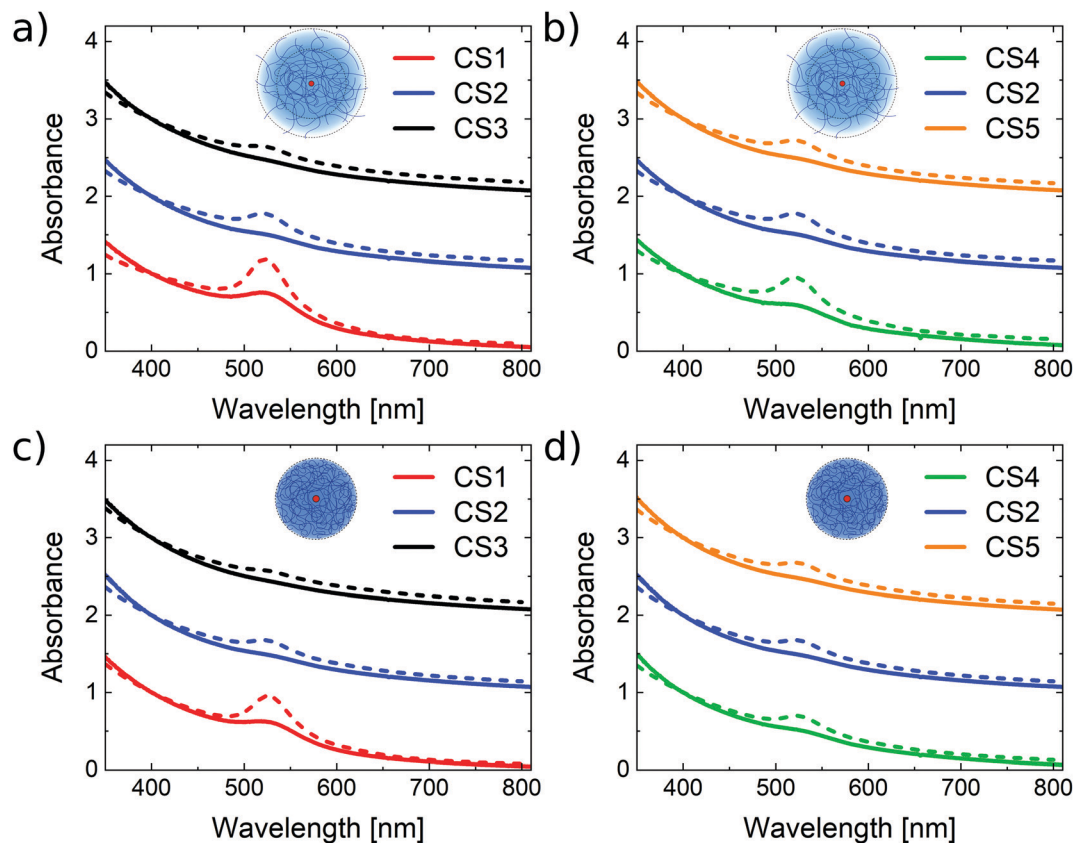 a)
4
3
2
1
0
Absorbance
CS1
CS2
CS3
400 500 600 700 800
Wavelength [nm]
b)
4
3
2
1
0
Absorbance
CS4
CS2
CS5
400 500 600 700 800
Wavelength [nm]
c)
4
3
2
1
0
Absorbance
CS1
CS2
CS3
400 500 600 700 800
Wavelength [nm]
d)
4
3
2
1
0
Absorbance
CS4
CS2
CS5
400 500 600 700 800
Wavelength [nm]